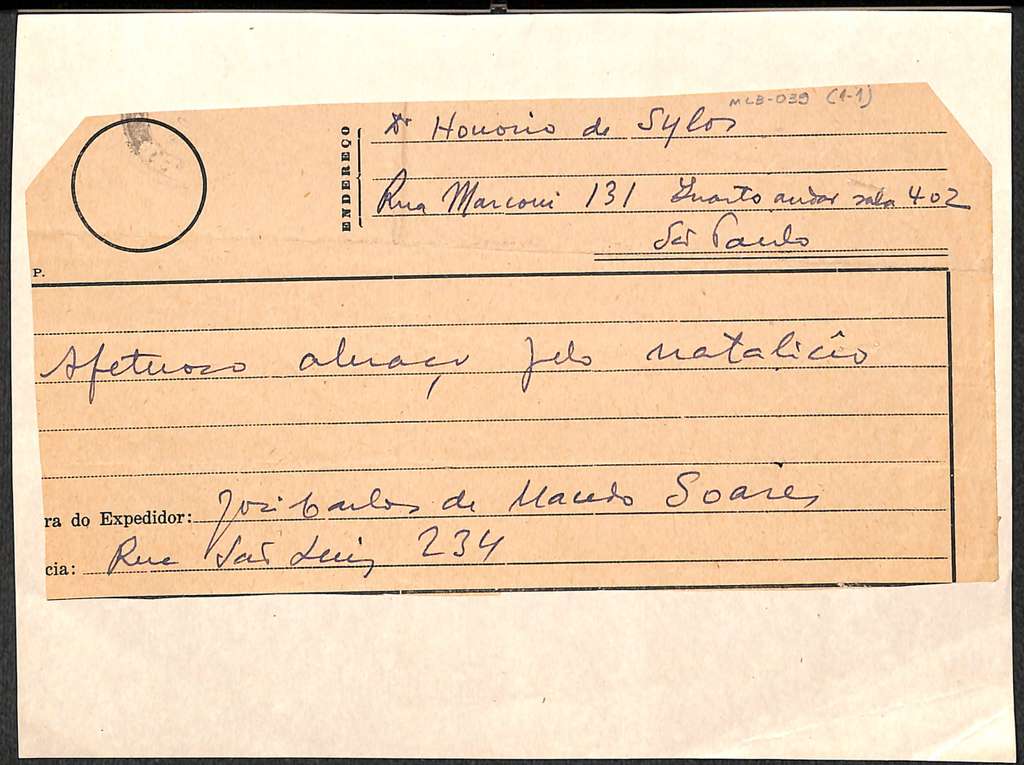 MLB-039 (1-1)
ENDEREÇO
Dr Honorio de Sylos
Rua Marconi 131 Quarto andar sala 402
São Paulo
P.
Afetuoso abraço pelo natalicio
ra do Expedidor: José Carlos de Macedo Soares
cia: Rua São Luiz 234